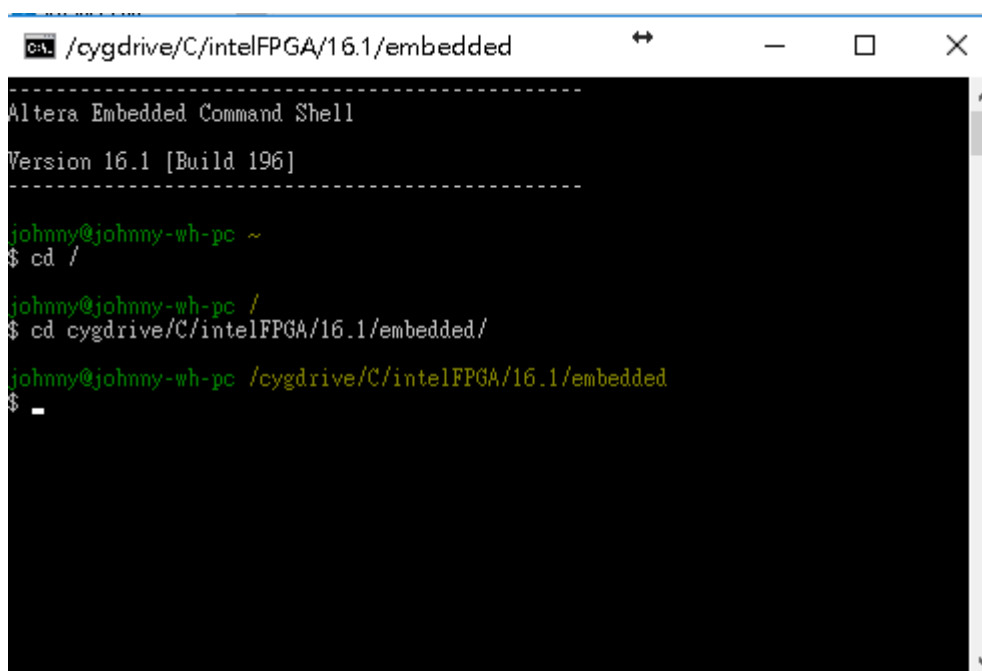 /cygdrive/C/intelFPGA/16.1/embedded
------------------------------------------------
Altera Embedded Command Shell
Version 16.1 [Build 196]
------------------------------------------------
johnny@johnny-wh-pc ~
$ cd /
johnny@johnny-wh-pc /
$ cd cygdrive/C/intelFPGA/16.1/embedded/
johnny@johnny-wh-pc /cygdrive/C/intelFPGA/16.1/embedded
$